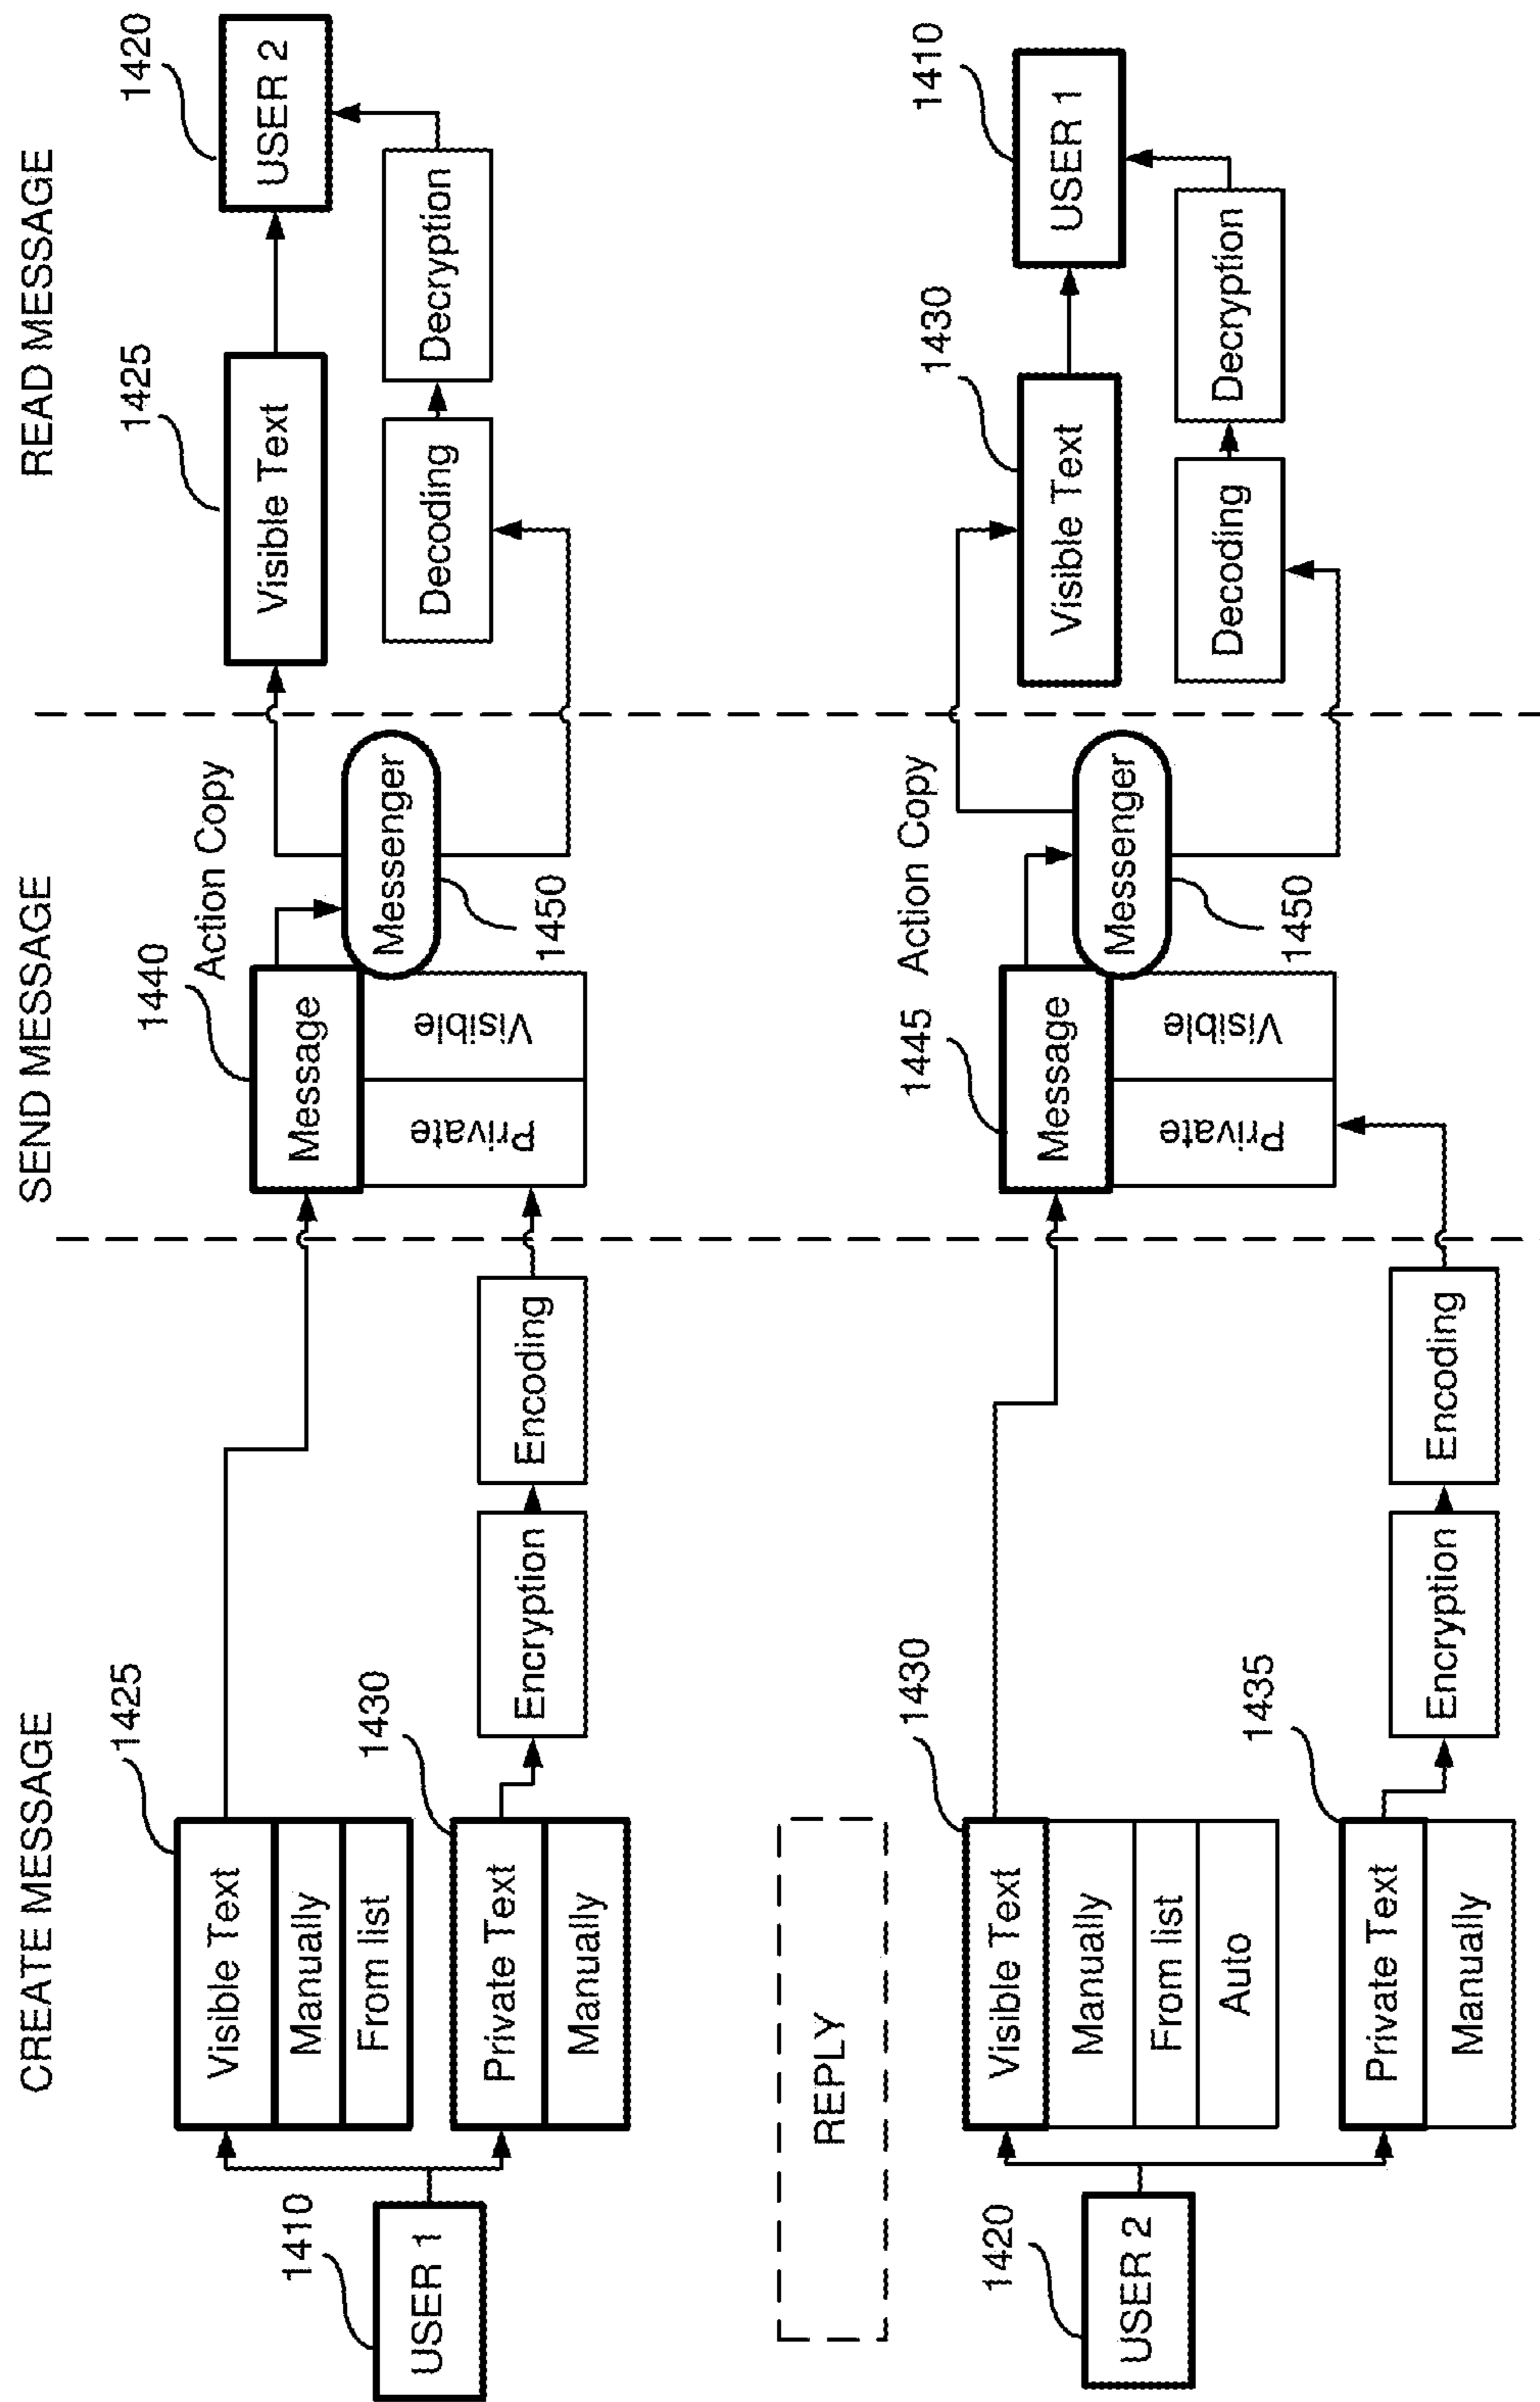 CREATE MESSAGE
SEND MESSAGE
READ MESSAGE
1410
USER 1
1425
Visible Text
Manually
From list
1430
Private Text
Manually
Encryption
Encoding
1440
Message
Private
Visible
Action Copy
Messenger
1450
1425
Visible Text
Decoding
Decryption
1420
USER 2
REPLY
1420
USER 2
1430
Visible Text
Manually
From list
Auto
1435
Private Text
Manually
Encryption
Encoding
1445
Message
Private
Visible
Action Copy
Messenger
1450
1430
Visible Text
Decoding
Decryption
1410
USER 1